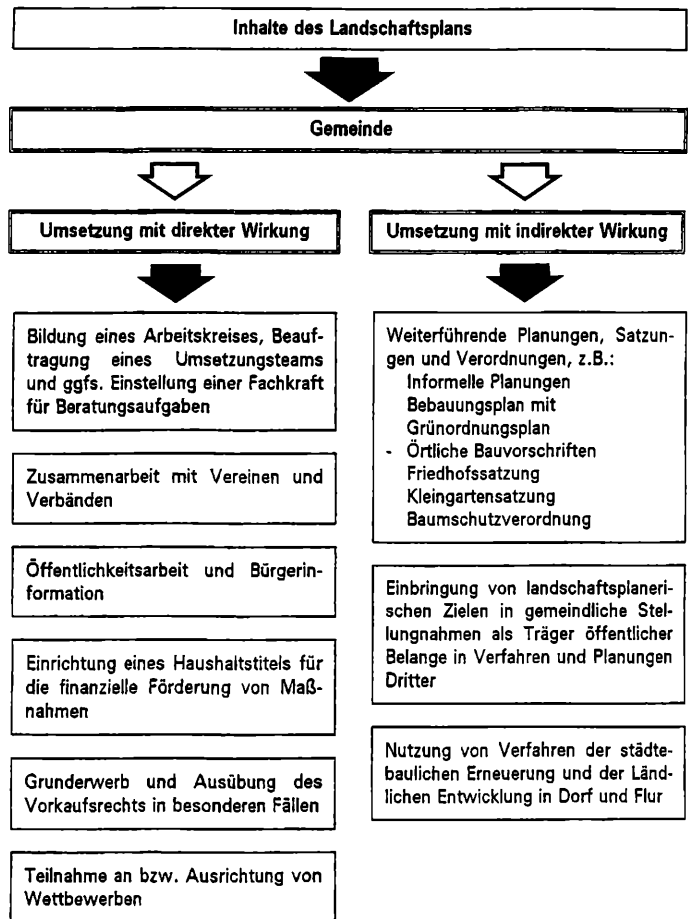 Inhalte des Landschaftsplans
Gemeinde
Umsetzung mit direkter Wirkung
Bildung eines Arbeitskreises, Beauf-
tragung eines Umsetzungsteams
und ggfs. Einstellung einer Fachkraft
für Beratungsaufgaben
Zusammenarbeit mit Vereinen und
Verbänden
Öffentlichkeitsarbeit und Bürgerin-
formation
Einrichtung eines Haushaltstitels für
die finanzielle Förderung von Maß-
nahmen
Grunderwerb und Ausübung des
Vorkaufsrechts in besonderen Fällen
Teilnahme an bzw. Ausrichtung von
Wettbewerben
Umsetzung mit indirekter Wirkung
Weiterführende Planungen, Satzun-
gen und Verordnungen, z.B.:
Informelle Planungen
Bebauungsplan mit
Grünordnungsplan
- Örtliche Bauvorschriften
Friedhofssatzung
Kleingartensatzung
Baumschutzverordnung
Einbringung von landschaftsplaneri-
schen Zielen in gemeindliche Stel-
lungnahmen als Träger öffentlicher
Belange in Verfahren und Planungen
Dritter
Nutzung von Verfahren der städte-
baulichen Erneuerung und der Länd-
lichen Entwicklung in Dorf und Flur